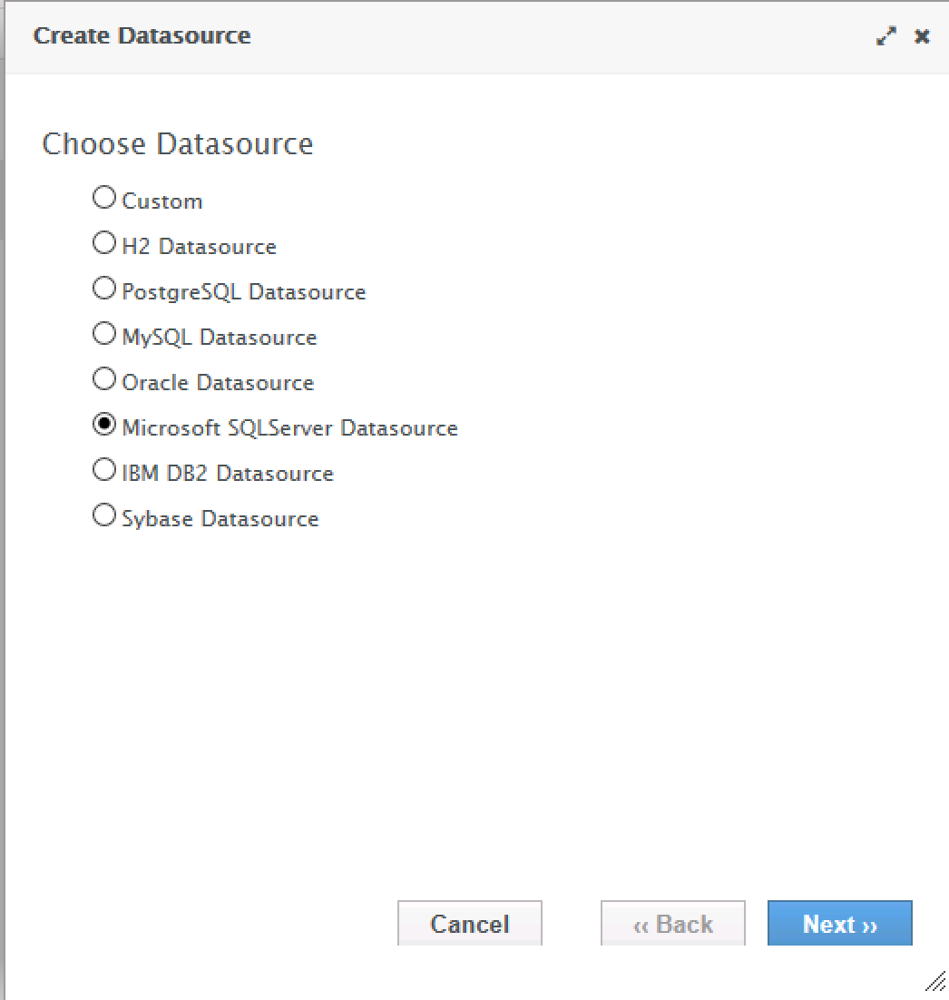 Create Datasource
Choose Datasource
Custom
H2 Datasource
PostgreSQL Datasource
MySQL Datasource
Oracle Datasource
Microsoft SQLServer Datasource
IBM DB2 Datasource
Sybase Datasource
Cancel
‹‹ Back
Next ››